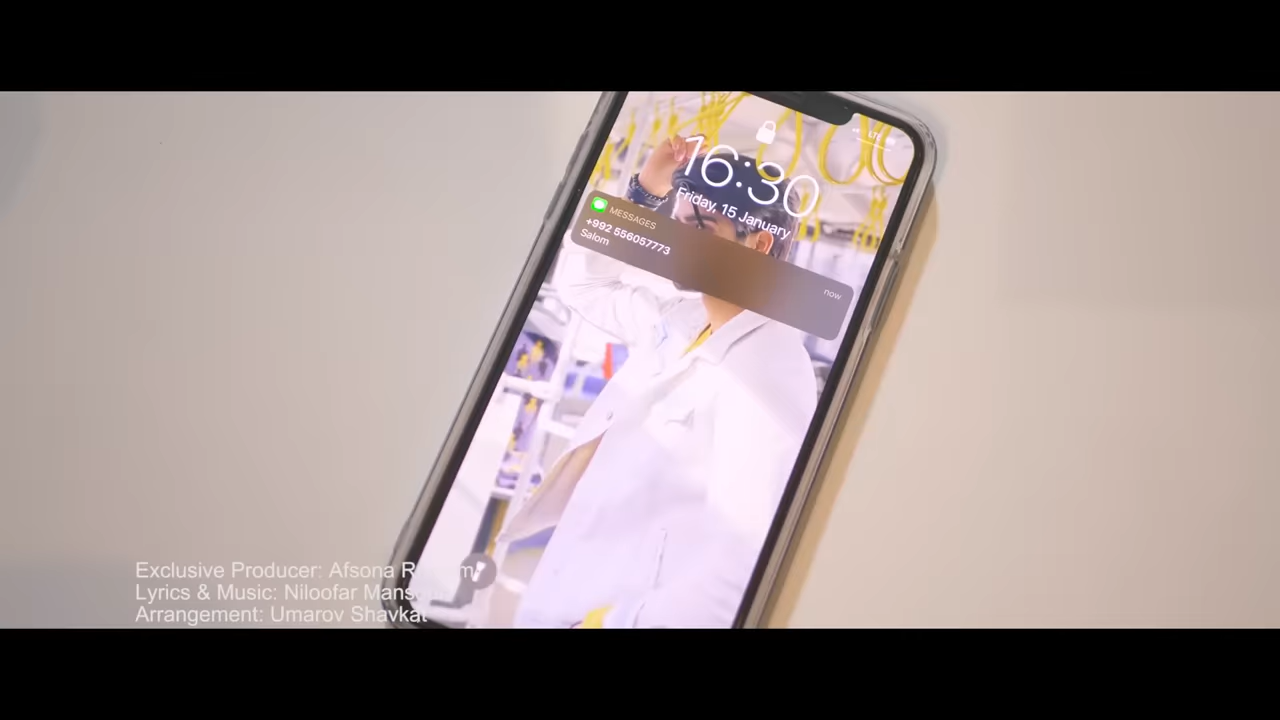 LTE
16:30
Friday, 15 January
MESSAGES
now
+992 556057773
Salom
Exclusive Producer: Afsona
Lyrics & Music: Niloofar
Arrangement: Umarov Shavkat